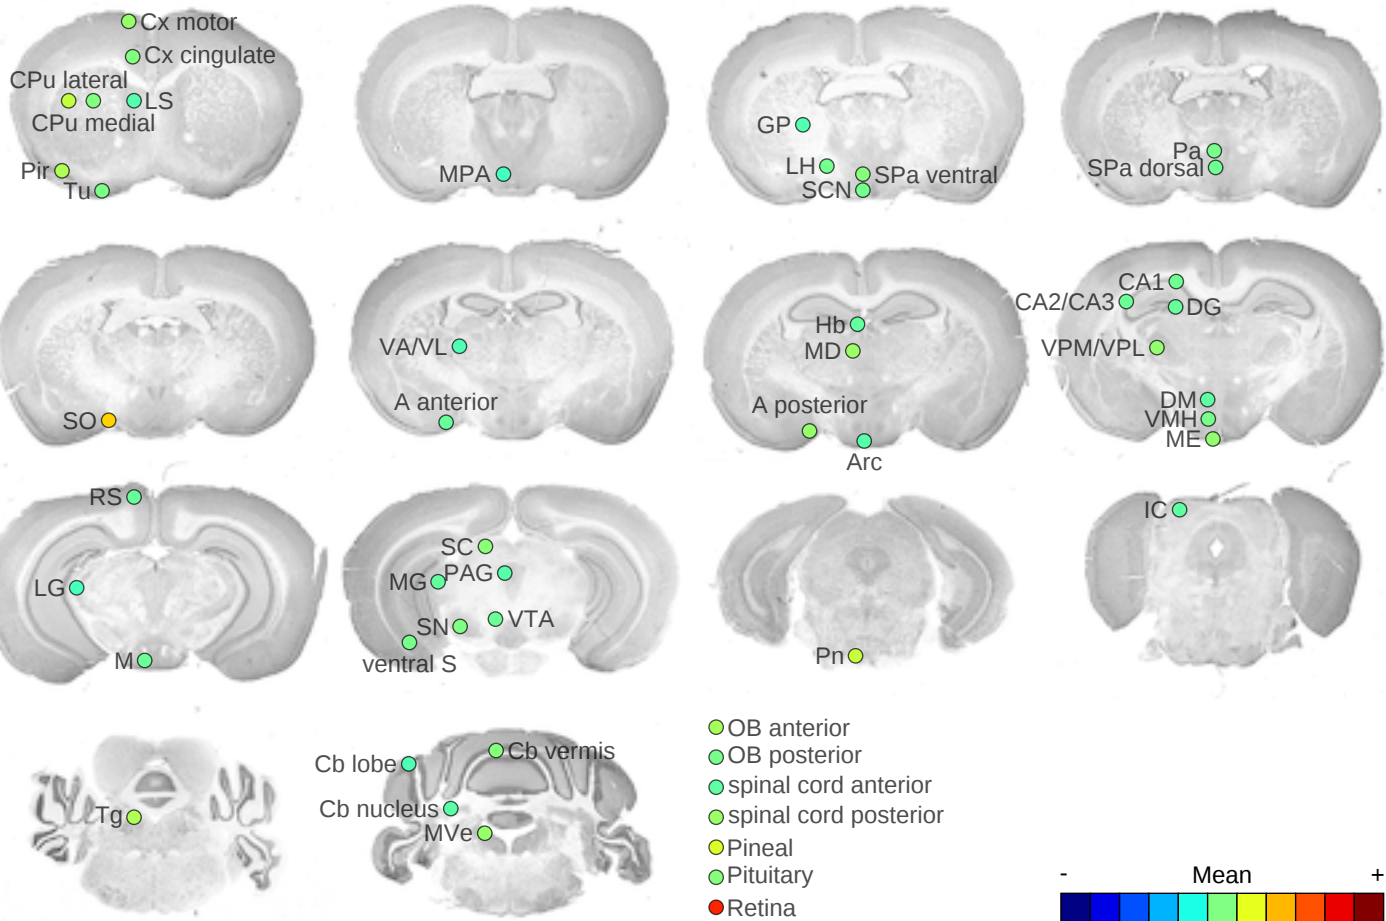 Cx motor
Cx cingulate
CPu lateral
LS
CPu medial
Pir
Tu
MPA
GP
LH
SPa ventral
SCN
Pa
SPa dorsal
SO
VA/VL
A anterior
Hb
MD
A posterior
Arc
CA1
CA2/CA3
DG
VPM/VPL
DM
VMH
ME
RS
LG
M
SC
MG
PAG
SN
VTA
ventral S
Pn
IC
Tg
Cb lobe
Cb vermis
Cb nucleus
MVe
OB anterior
OB posterior
spinal cord anterior
spinal cord posterior
Pineal
Pituitary
Retina
- Mean +